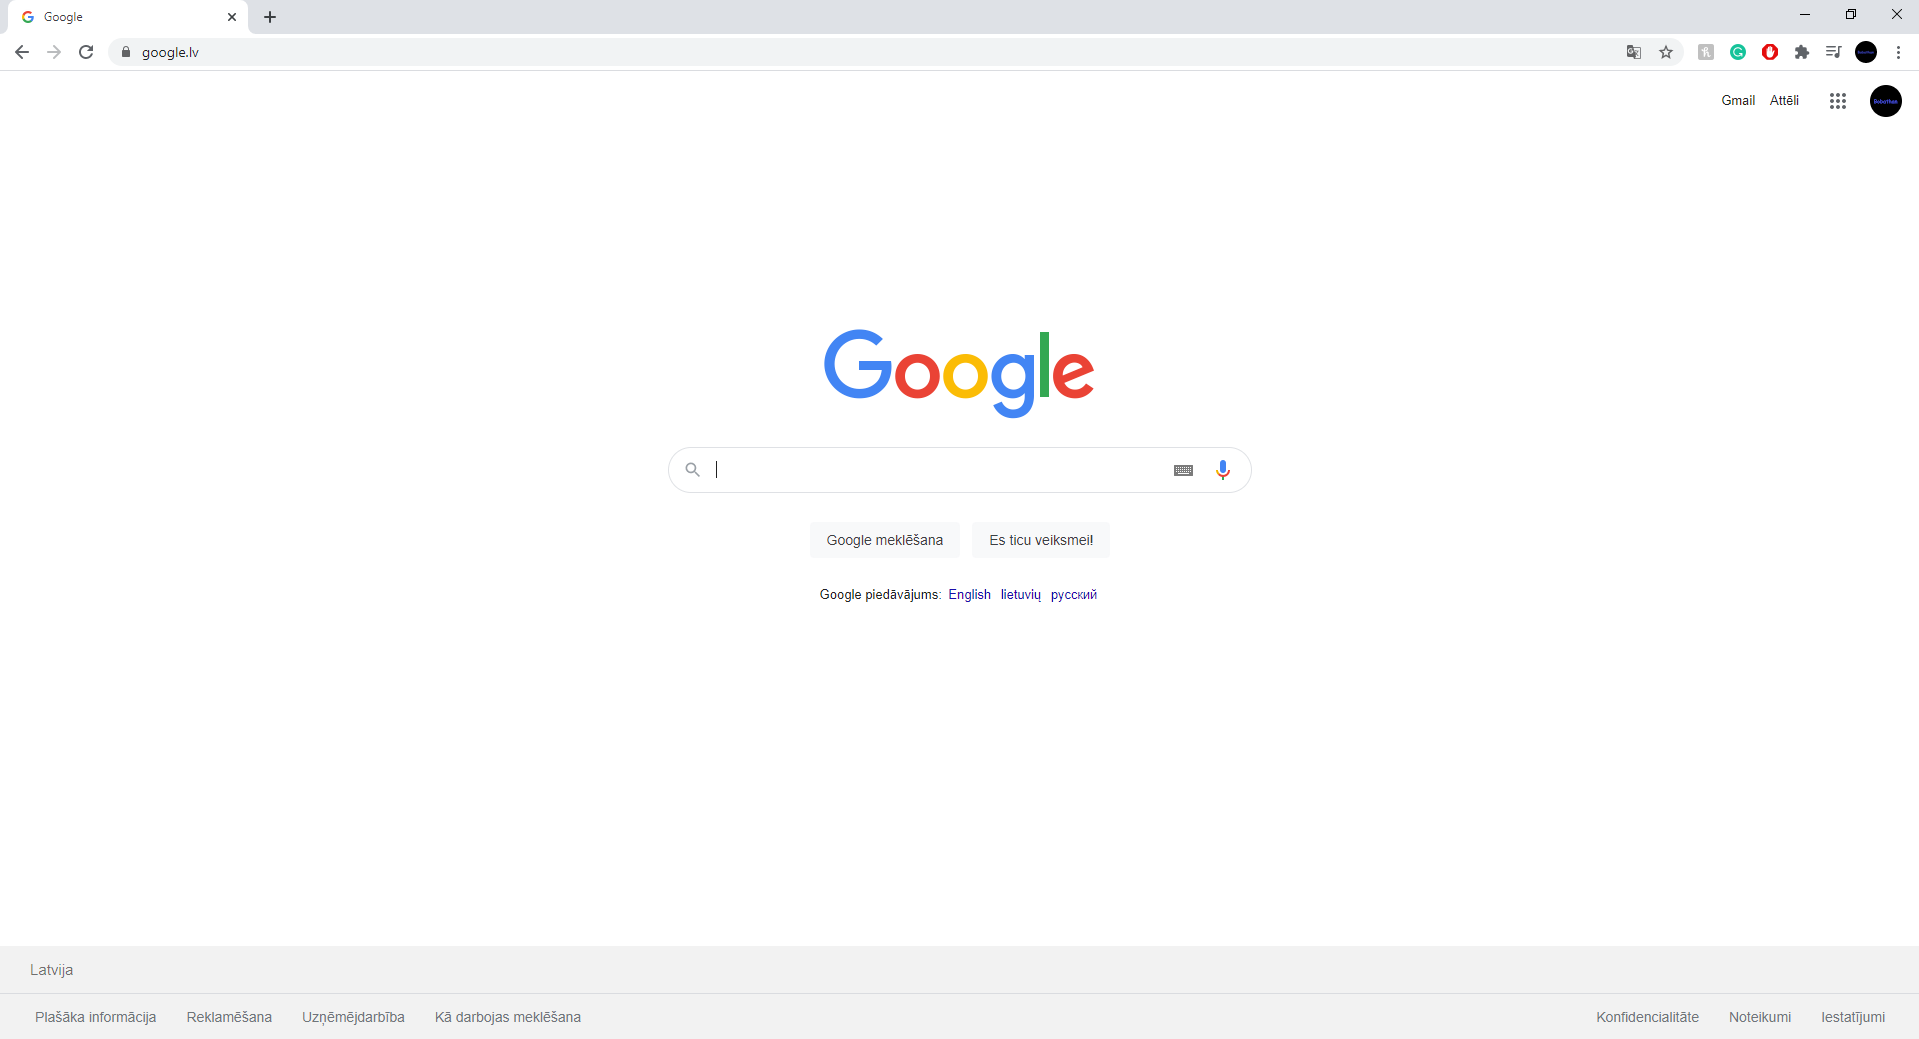 Google
google.lv
Gmail Attēli
Google
Google meklēšana Es ticu veiksmei!
Google piedāvājums: English lietuvių русский
Latvija
Plašāka informācija Reklamēšana Uzņēmējdarbība Kā darbojas meklēšana Konfidencialitāte Noteikumi Iestatījumi